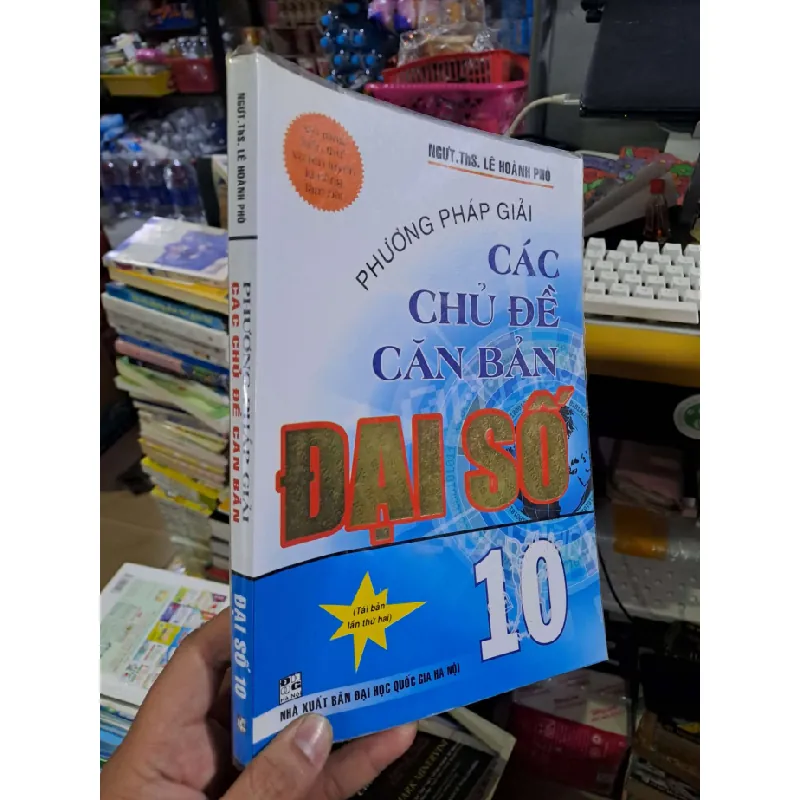 NGƯT.ThS. LÊ HOÀNH PHÒ
PHƯƠNG PHÁP GIẢI
CÁC
CHỦ ĐỀ
CĂN BẢN
ĐẠI SỐ
10
(Tái bản
lần thứ hai)
NHÀ XUẤT BẢN ĐẠI HỌC QUỐC GIA HÀ NỘI
NGƯT.ThS. LÊ HOÀNH PHÒ
PHƯƠNG PHÁP GIẢI
CÁC CHỦ ĐỀ CĂN BẢN
ĐẠI SỐ 10